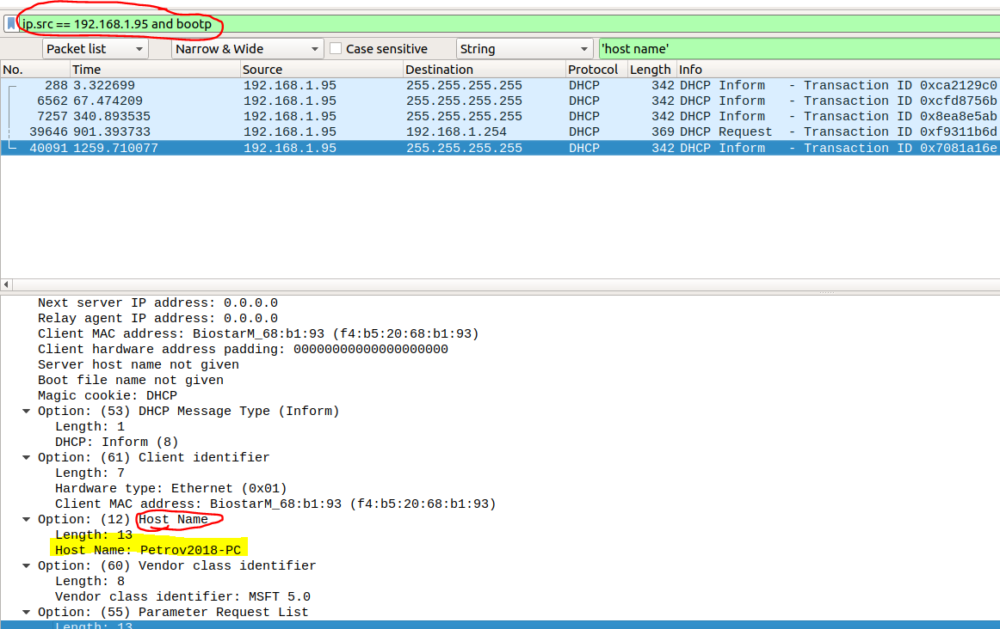 ip.src == 192.168.1.95 and bootp
Packet list Narrow & Wide Case sensitive String 'host name'
No. Time Source Destination Protocol Length Info
288 3.322699 192.168.1.95 255.255.255.255 DHCP 342 DHCP Inform - Transaction ID 0xca2129c0
6562 67.474209 192.168.1.95 255.255.255.255 DHCP 342 DHCP Inform - Transaction ID 0xcfd8756b
7257 340.893535 192.168.1.95 255.255.255.255 DHCP 342 DHCP Inform - Transaction ID 0x8ea8e5ab
39646 901.393733 192.168.1.95 192.168.1.254 DHCP 369 DHCP Request - Transaction ID 0xf9311b6d
40091 1259.710077 192.168.1.95 255.255.255.255 DHCP 342 DHCP Inform - Transaction ID 0x7081a16e
Next server IP address: 0.0.0.0
Relay agent IP address: 0.0.0.0
Client MAC address: BiostarM_68:b1:93 (f4:b5:20:68:b1:93)
Client hardware address padding: 00000000000000000000
Server host name not given
Boot file name not given
Magic cookie: DHCP
Option: (53) DHCP Message Type (Inform)
Length: 1
DHCP: Inform (8)
Option: (61) Client identifier
Length: 7
Hardware type: Ethernet (0x01)
Client MAC address: BiostarM_68:b1:93 (f4:b5:20:68:b1:93)
Option: (12) Host Name
Length: 13
Host Name: Petrov2018-PC
Option: (60) Vendor class identifier
Length: 8
Vendor class identifier: MSFT 5.0
Option: (55) Parameter Request List
Length: 13